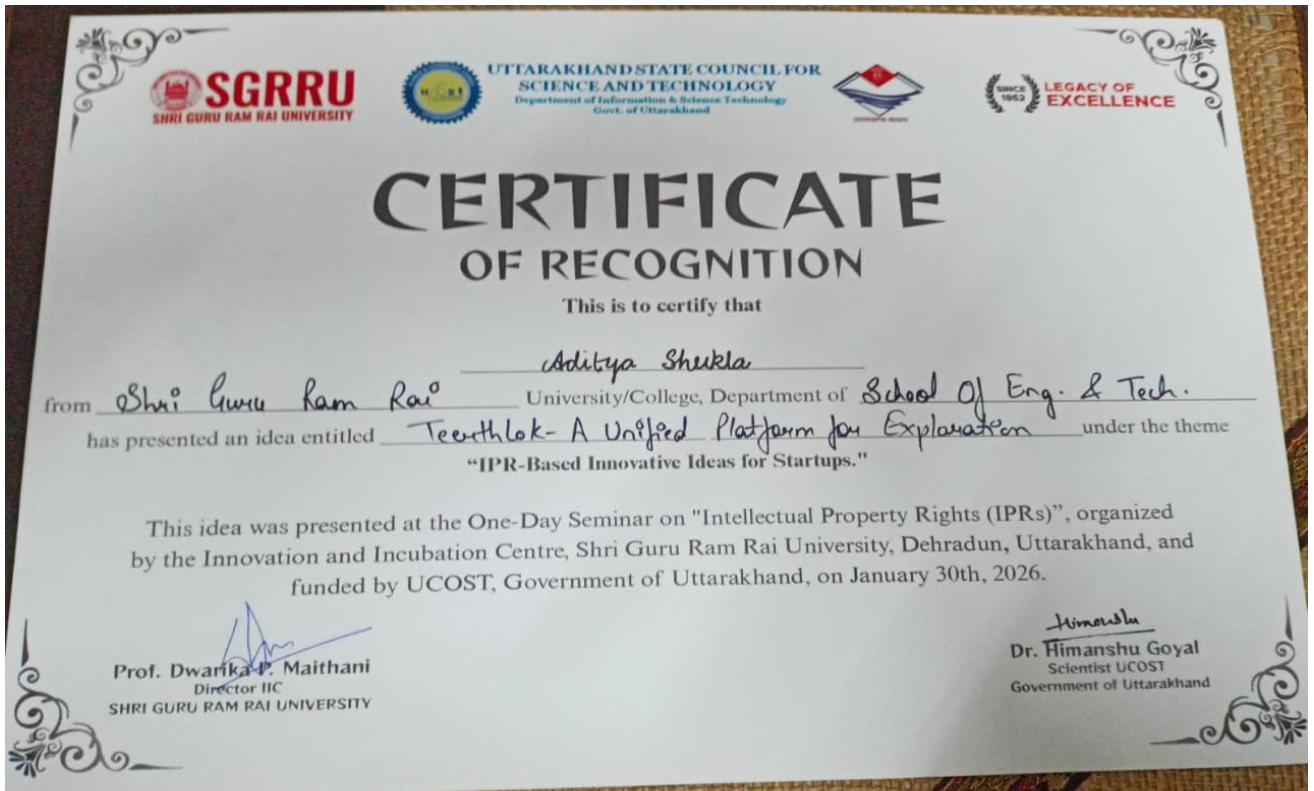 SGRRU
SHRI GURU RAM RAI UNIVERSITY
UTTARAKHAND STATE COUNCIL FOR
SCIENCE AND TECHNOLOGY
Department of Information & Science Technology
Govt. of Uttarakhand
SINCE
1952
LEGACY OF
EXCELLENCE
CERTIFICATE
OF RECOGNITION
This is to certify that
Aditya Shukla
from Shri Guru Ram Rai University/College, Department of School Of Eng. & Tech.
has presented an idea entitled Teerthlok- A Unified Platform for Exploration under the theme
“IPR-Based Innovative Ideas for Startups."
This idea was presented at the One-Day Seminar on "Intellectual Property Rights (IPRs)”, organized
by the Innovation and Incubation Centre, Shri Guru Ram Rai University, Dehradun, Uttarakhand, and
funded by UCOST, Government of Uttarakhand, on January 30th, 2026.
Himanshu
Prof. Dwarika P. Maithani
Director IIC
SHRI GURU RAM RAI UNIVERSITY
Dr. Himanshu Goyal
Scientist UCOST
Government of Uttarakhand